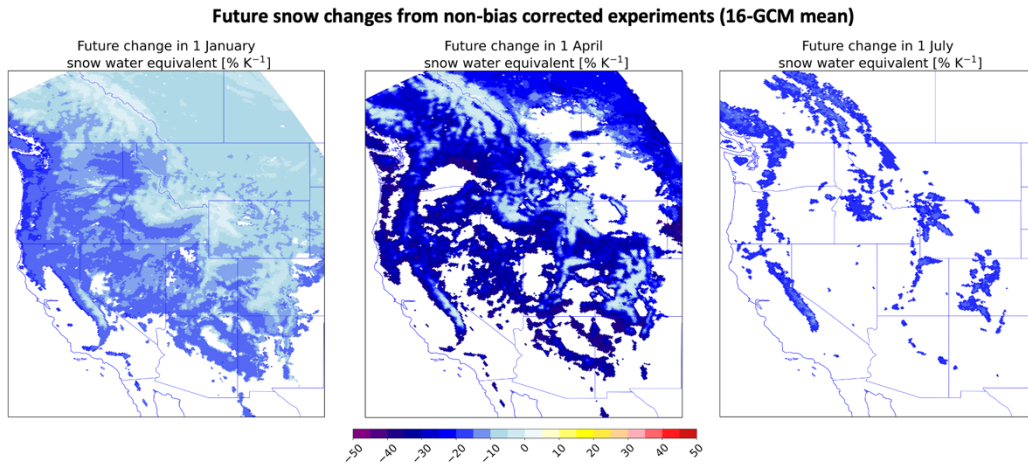 Future snow changes from non-bias corrected experiments (16-GCM mean)
Future change in 1 January
snow water equivalent [% K⁻¹]
Future change in 1 April
snow water equivalent [% K⁻¹]
Future change in 1 July
snow water equivalent [% K⁻¹]
−50 −40 −30 −20 −10 0 10 20 30 40 50